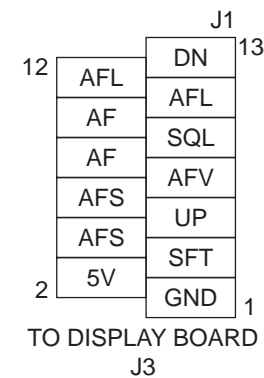 J1
12 13
DN
AFL
AFL
AF
SQL
AF
AFV
AFS
UP
AFS
SFT
5V
GND
2 1
TO DISPLAY BOARD
J3